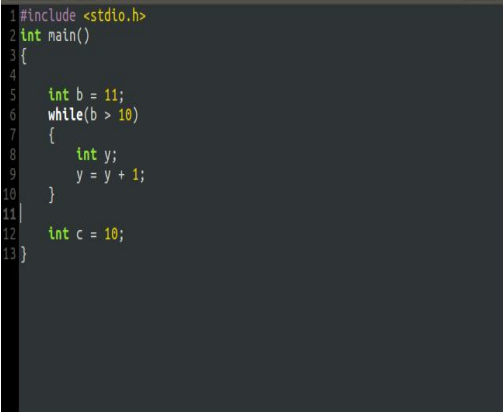 1 #include <stdio.h>
2 int main()
3 {
4
5     int b = 11;
6     while(b > 10)
7     {
8         int y;
9         y = y + 1;
10     }
11
12     int c = 10;
13 }